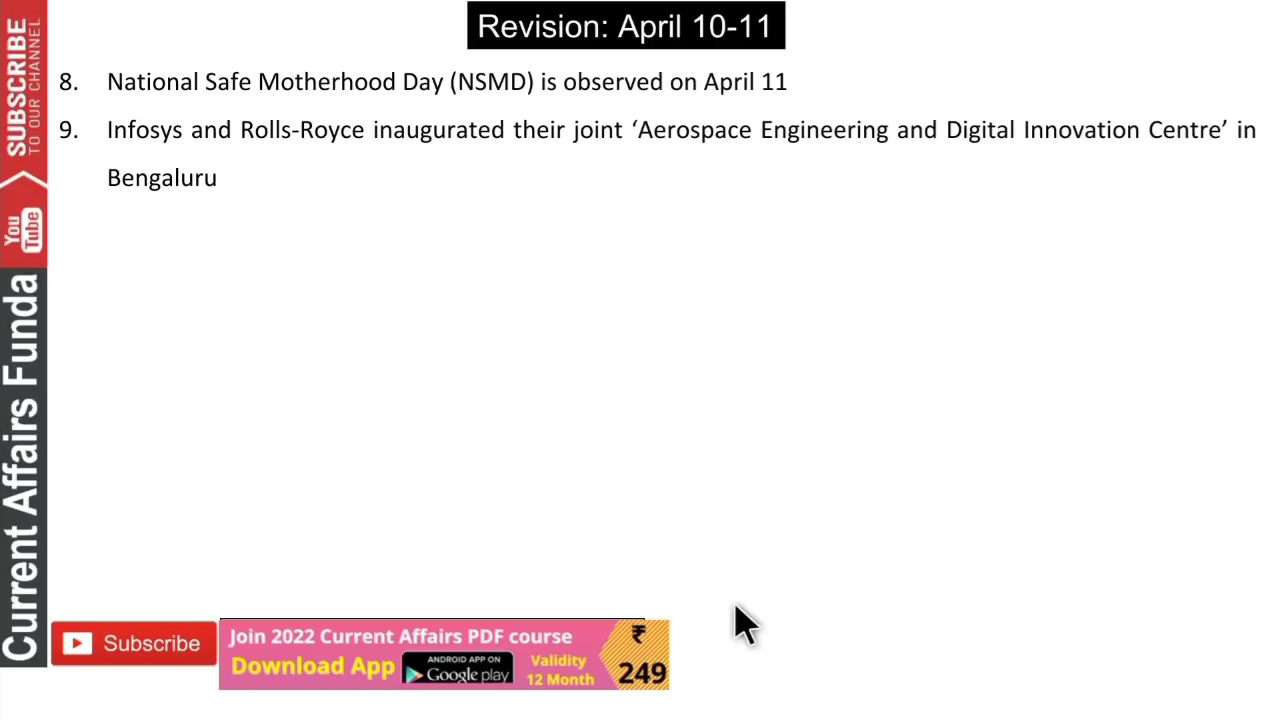 Revision: April 10-11
8. National Safe Motherhood Day (NSMD) is observed on April 11
9. Infosys and Rolls-Royce inaugurated their joint ‘Aerospace Engineering and Digital Innovation Centre’ in
Bengaluru
SUBSCRIBE
TO OUR CHANNEL
You
Tube
Current Affairs Funda
Subscribe
Join 2022 Current Affairs PDF course
Download App
ANDROID APP ON
Google play
Validity
12 Month
₹
249